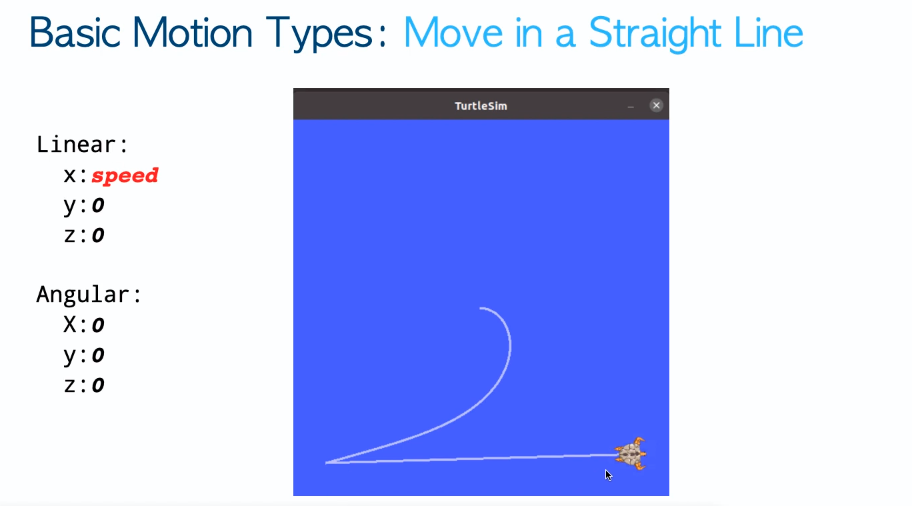 Basic Motion Types: Move in a Straight Line
TurtleSim
Linear:
x:speed
y:0
z:0
Angular:
X:0
y:0
z:0